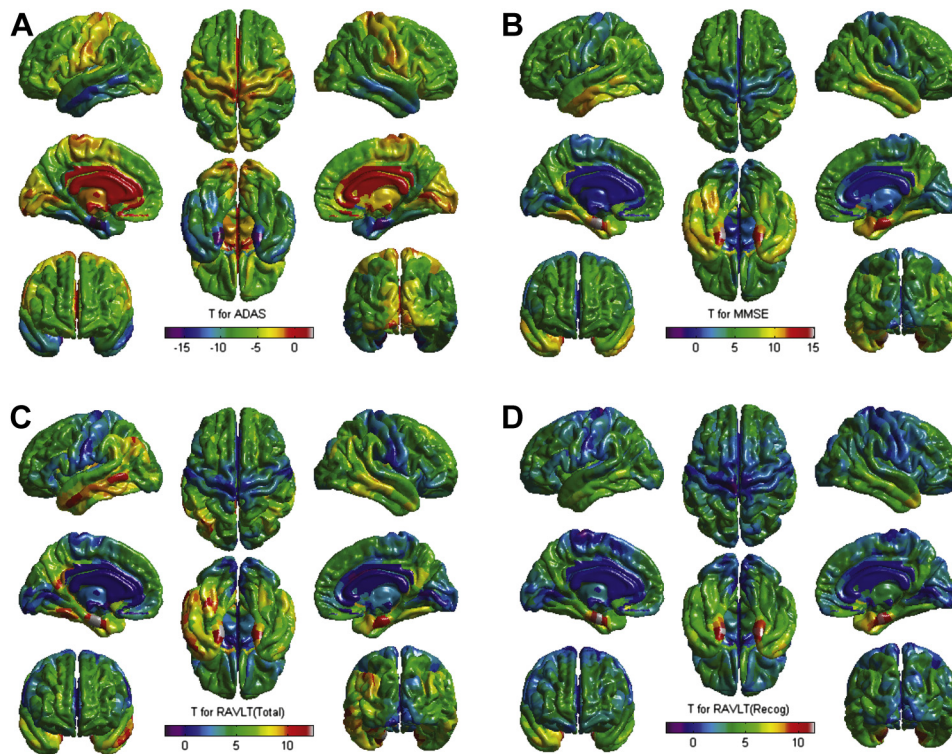 A
B
T for ADAS
-15 -10 -5 0
T for MMSE
0 5 10 15
C
D
T for RAVLT(Total)
0 5 10
T for RAVLT(Recog)
0 5 10